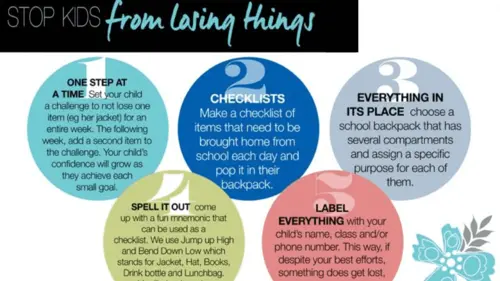 STOP KIDS from losing things
1
ONE STEP AT
A TIME Set your child
a challenge to not lose one
item (eg her jacket) for an
entire week. The following
week, add a second item to
the challenge. Your child's
confidence will grow as
they achieve each
small goal.
2
CHECKLISTS
Make a checklist of
items that need to be
brought home from
school each day and
pop it in their
backpack.
3
EVERYTHING IN
ITS PLACE choose a
school backpack that has
several compartments
and assign a specific
purpose for each of
them.
SPELL IT OUT come
up with a fun mnemonic that
can be used as a
checklist. We use Jump up High
and Bend Down Low which
stands for Jacket, Hat, Books,
Drink bottle and Lunchbag.
5
LABEL
EVERYTHING with your
child's name, class and/or
phone number. This way, if
despite your best efforts,
something does get lost,